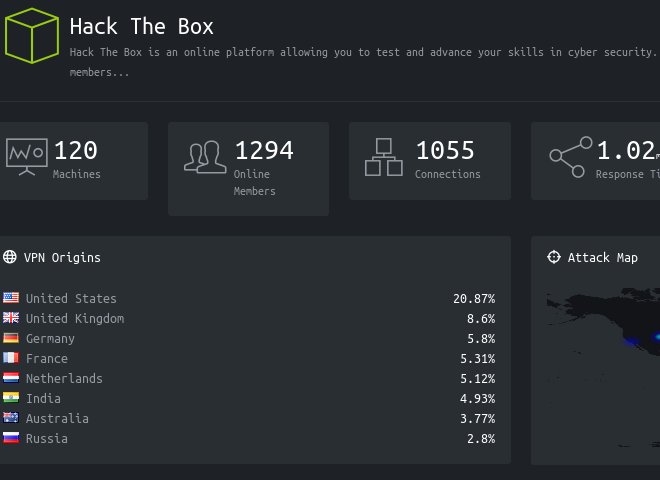 Hack The Box
Hack The Box is an online platform allowing you to test and advance your skills in cyber security.
members...
120
Machines
1294
Online
Members
1055
Connections
1.02
Response
VPN Origins
United States 20.87%
United Kingdom 8.6%
Germany 5.8%
France 5.31%
Netherlands 5.12%
India 4.93%
Australia 3.77%
Russia 2.8%
Attack Map